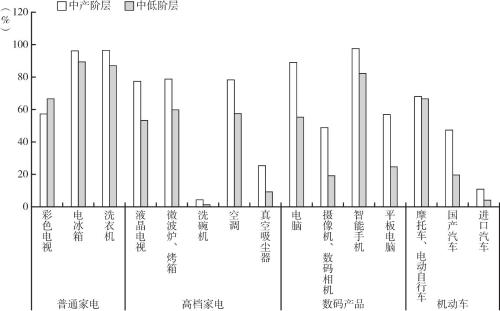 (%)
中产阶层 中低阶层
120
100
80
60
40
20
0
彩色电视
电冰箱
洗衣机
液晶电视
微波炉、烤箱
洗碗机
空调
真空吸尘器
电脑
摄像机、数码相机
智能手机
平板电脑
摩托车、电动自行车
国产汽车
进口汽车
普通家电 高档家电 数码产品 机动车